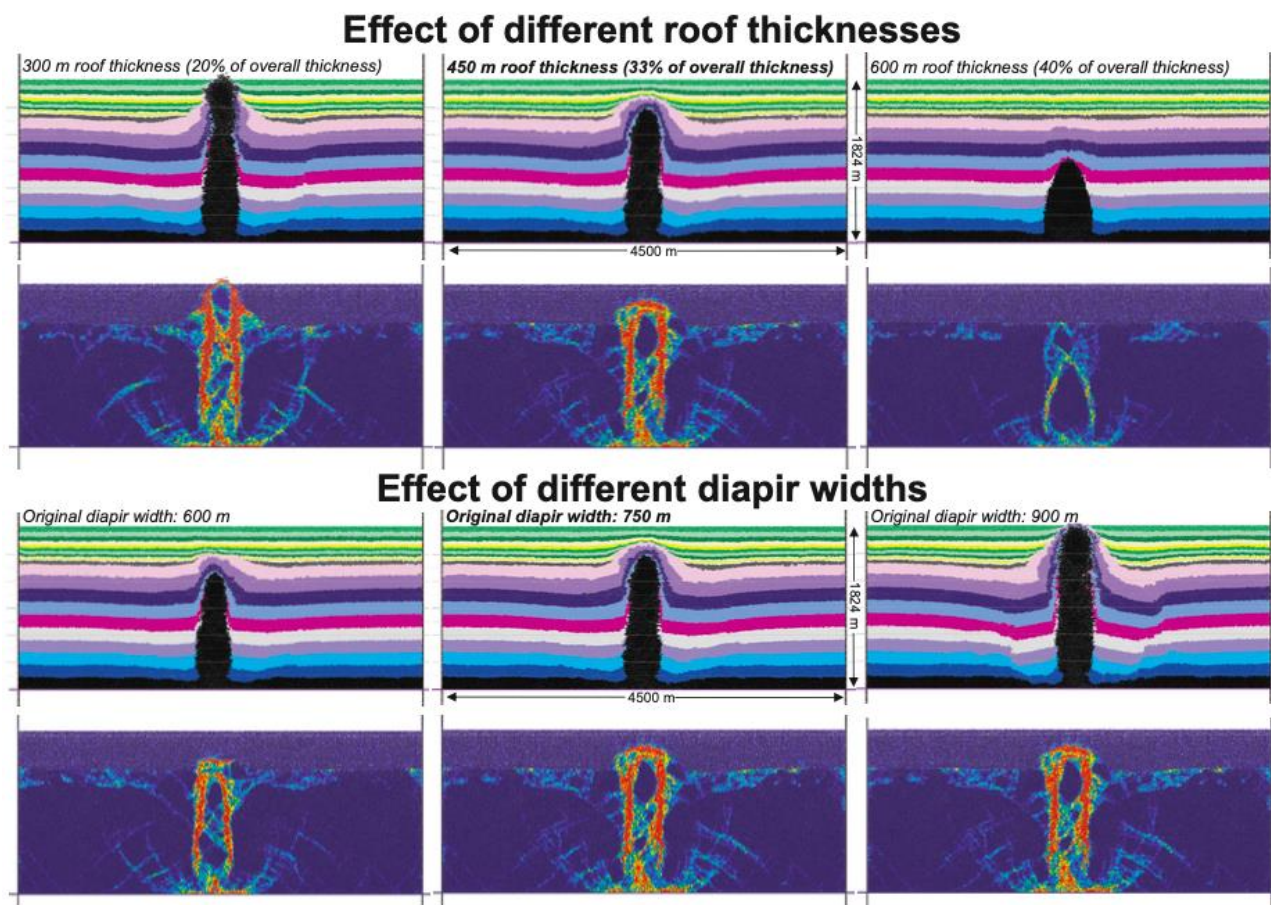 Effect of different roof thicknesses
300 m roof thickness (20% of overall thickness)
450 m roof thickness (33% of overall thickness)
600 m roof thickness (40% of overall thickness)
1824 m
4500 m
Effect of different diapir widths
Original diapir width: 600 m
Original diapir width: 750 m
Original diapir width: 900 m
1824 m
4500 m